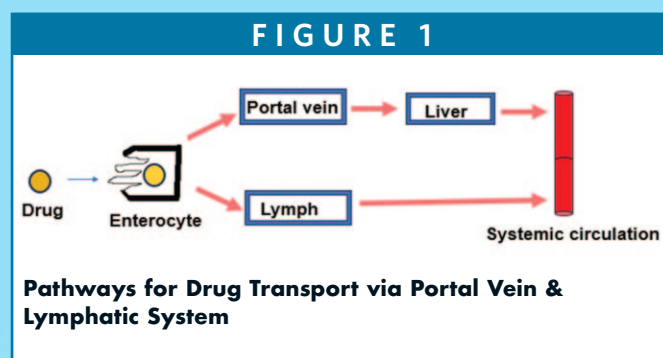 FIGURE 1
Portal vein
Liver
Drug
Enterocyte
Lymph
Systemic circulation
Pathways for Drug Transport via Portal Vein &
Lymphatic System